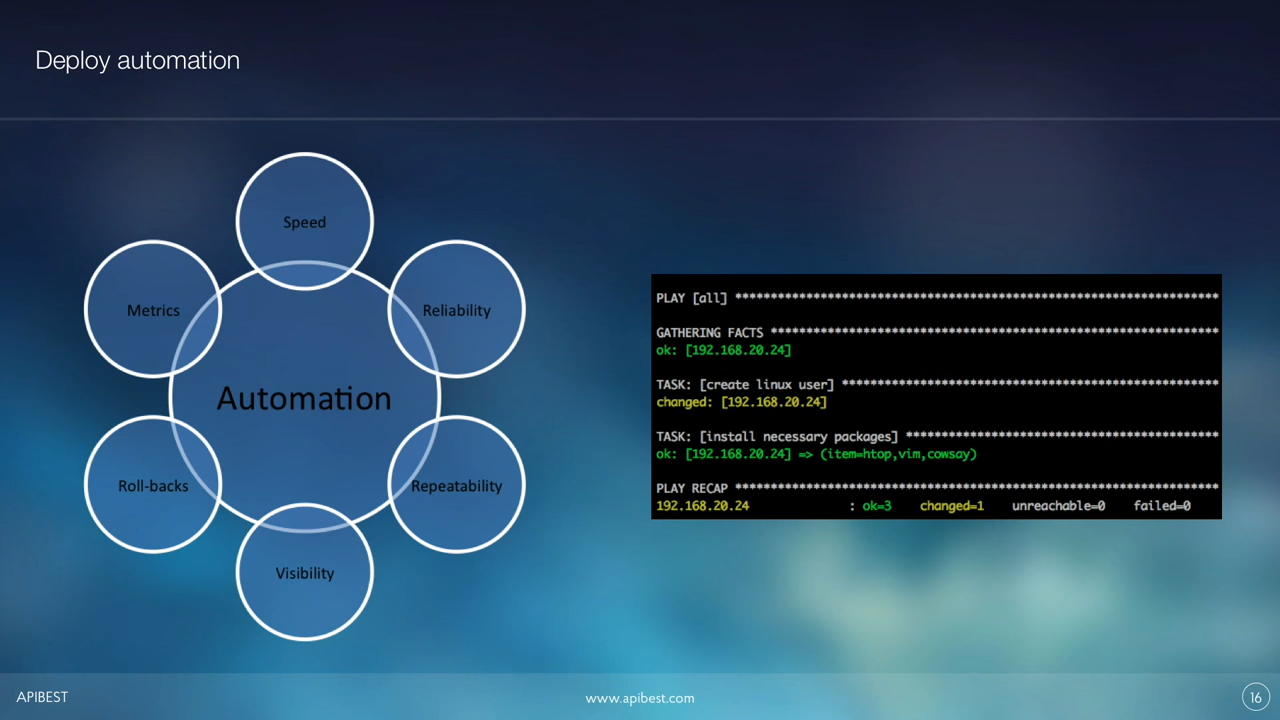 Deploy automation
Speed
Metrics
Reliability
Automation
Roll-backs
Repeatability
Visibility
PLAY [all] ********************************************************************
GATHERING FACTS ***************************************************************
ok: [192.168.20.24]
TASK: [create linux user] *****************************************************
changed: [192.168.20.24]
TASK: [install necessary packages] ********************************************
ok: [192.168.20.24] => (item=htop,vim,cowsay)
PLAY RECAP ********************************************************************
192.168.20.24 : ok=3 changed=1 unreachable=0 failed=0
APIBEST
www.apibest.com
16